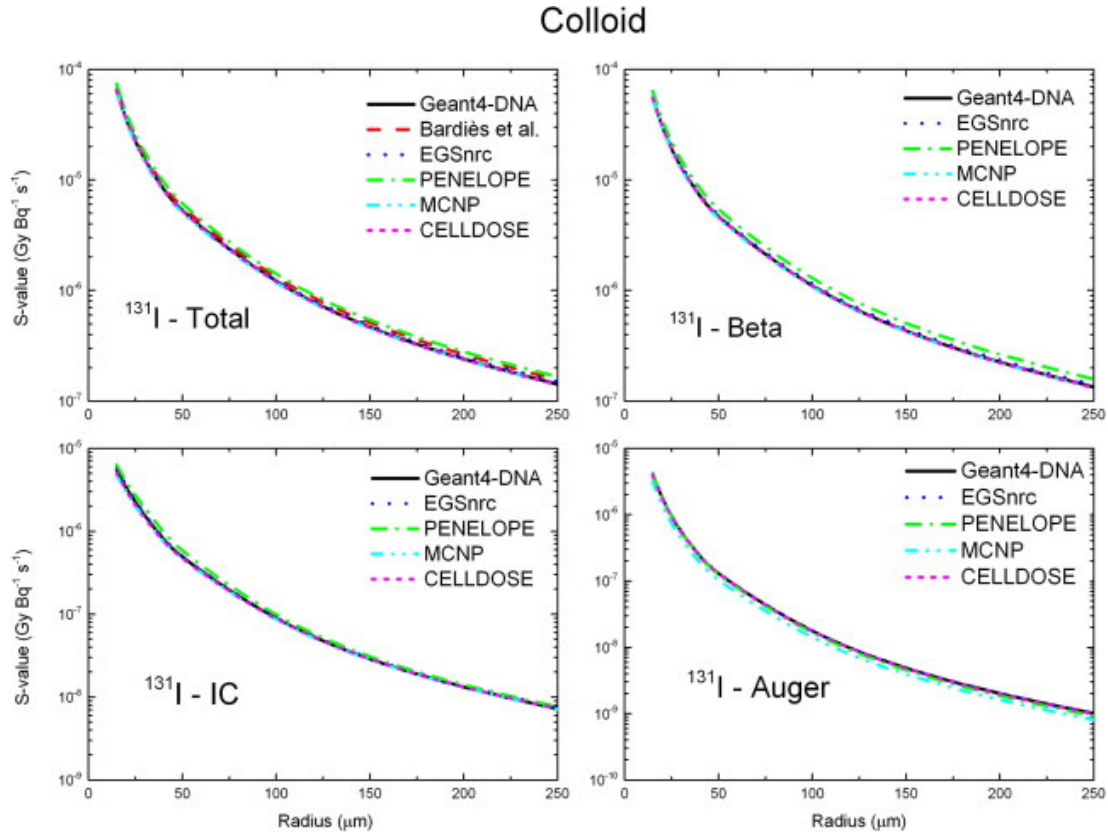 Colloid
10⁻⁴
10⁻⁵
10⁻⁶
10⁻⁷
S-value (Gy Bq⁻¹ s⁻¹)
Geant4-DNA
Bardiès et al.
EGSnrc
PENELOPE
MCNP
CELLDOSE
¹³¹I - Total
0 50 100 150 200 250
10⁻⁴
10⁻⁵
10⁻⁶
10⁻⁷
Geant4-DNA
EGSnrc
PENELOPE
MCNP
CELLDOSE
¹³¹I - Beta
0 50 100 150 200 250
10⁻⁵
10⁻⁶
10⁻⁷
10⁻⁸
10⁻⁹
S-value (Gy Bq⁻¹ s⁻¹)
Geant4-DNA
EGSnrc
PENELOPE
MCNP
CELLDOSE
¹³¹I - IC
0 50 100 150 200 250
Radius (μm)
10⁻⁵
10⁻⁶
10⁻⁷
10⁻⁸
10⁻⁹
10⁻¹⁰
Geant4-DNA
EGSnrc
PENELOPE
MCNP
CELLDOSE
¹³¹I - Auger
0 50 100 150 200 250
Radius (μm)